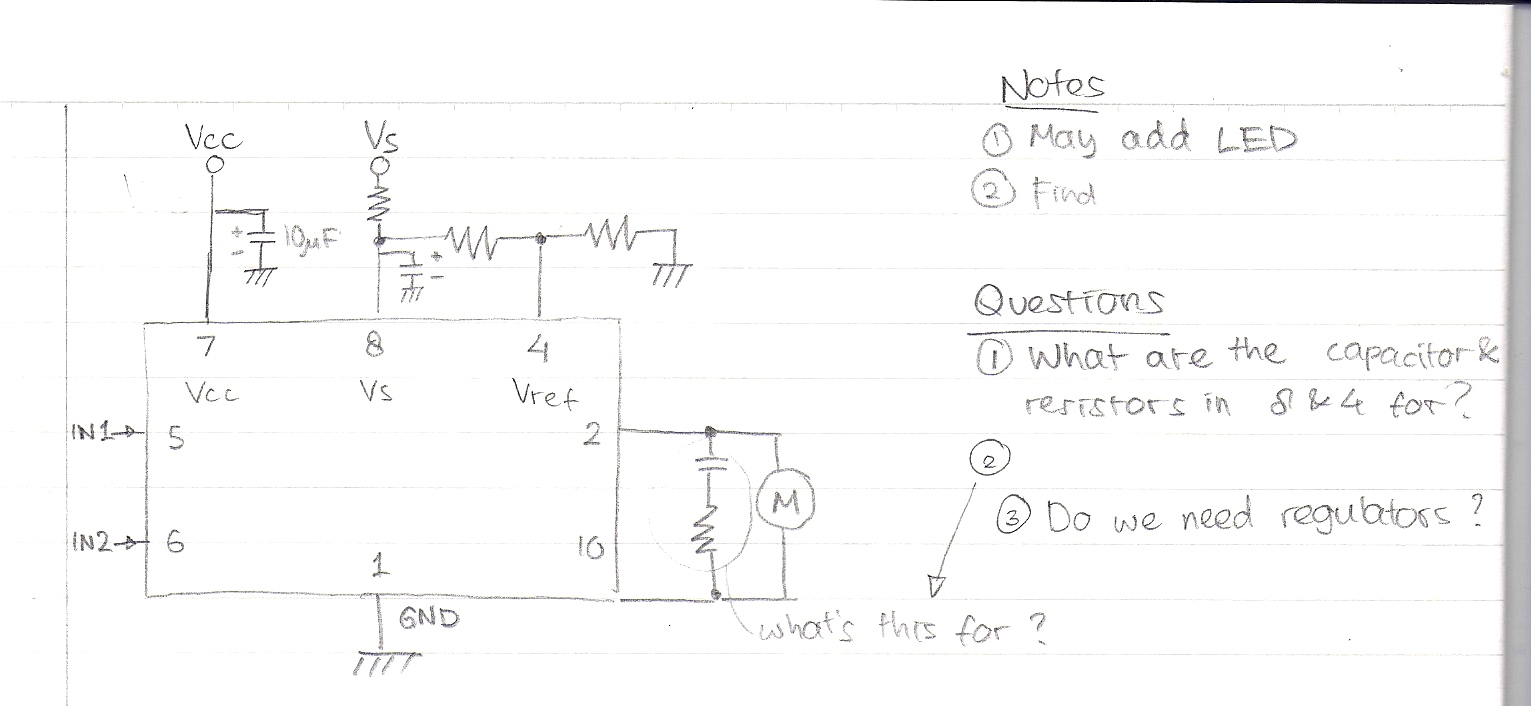 Notes
① May add LED
② Find
Vcc
Vs
+
-
10µF
+
-
7
8
4
Vcc
Vs
Vref
IN1
5
2
IN2
6
10
1
GND
M
Questions
① What are the capacitor &
resistors in 8 & 4 for?
②
③ Do we need regulators?
what's this for?